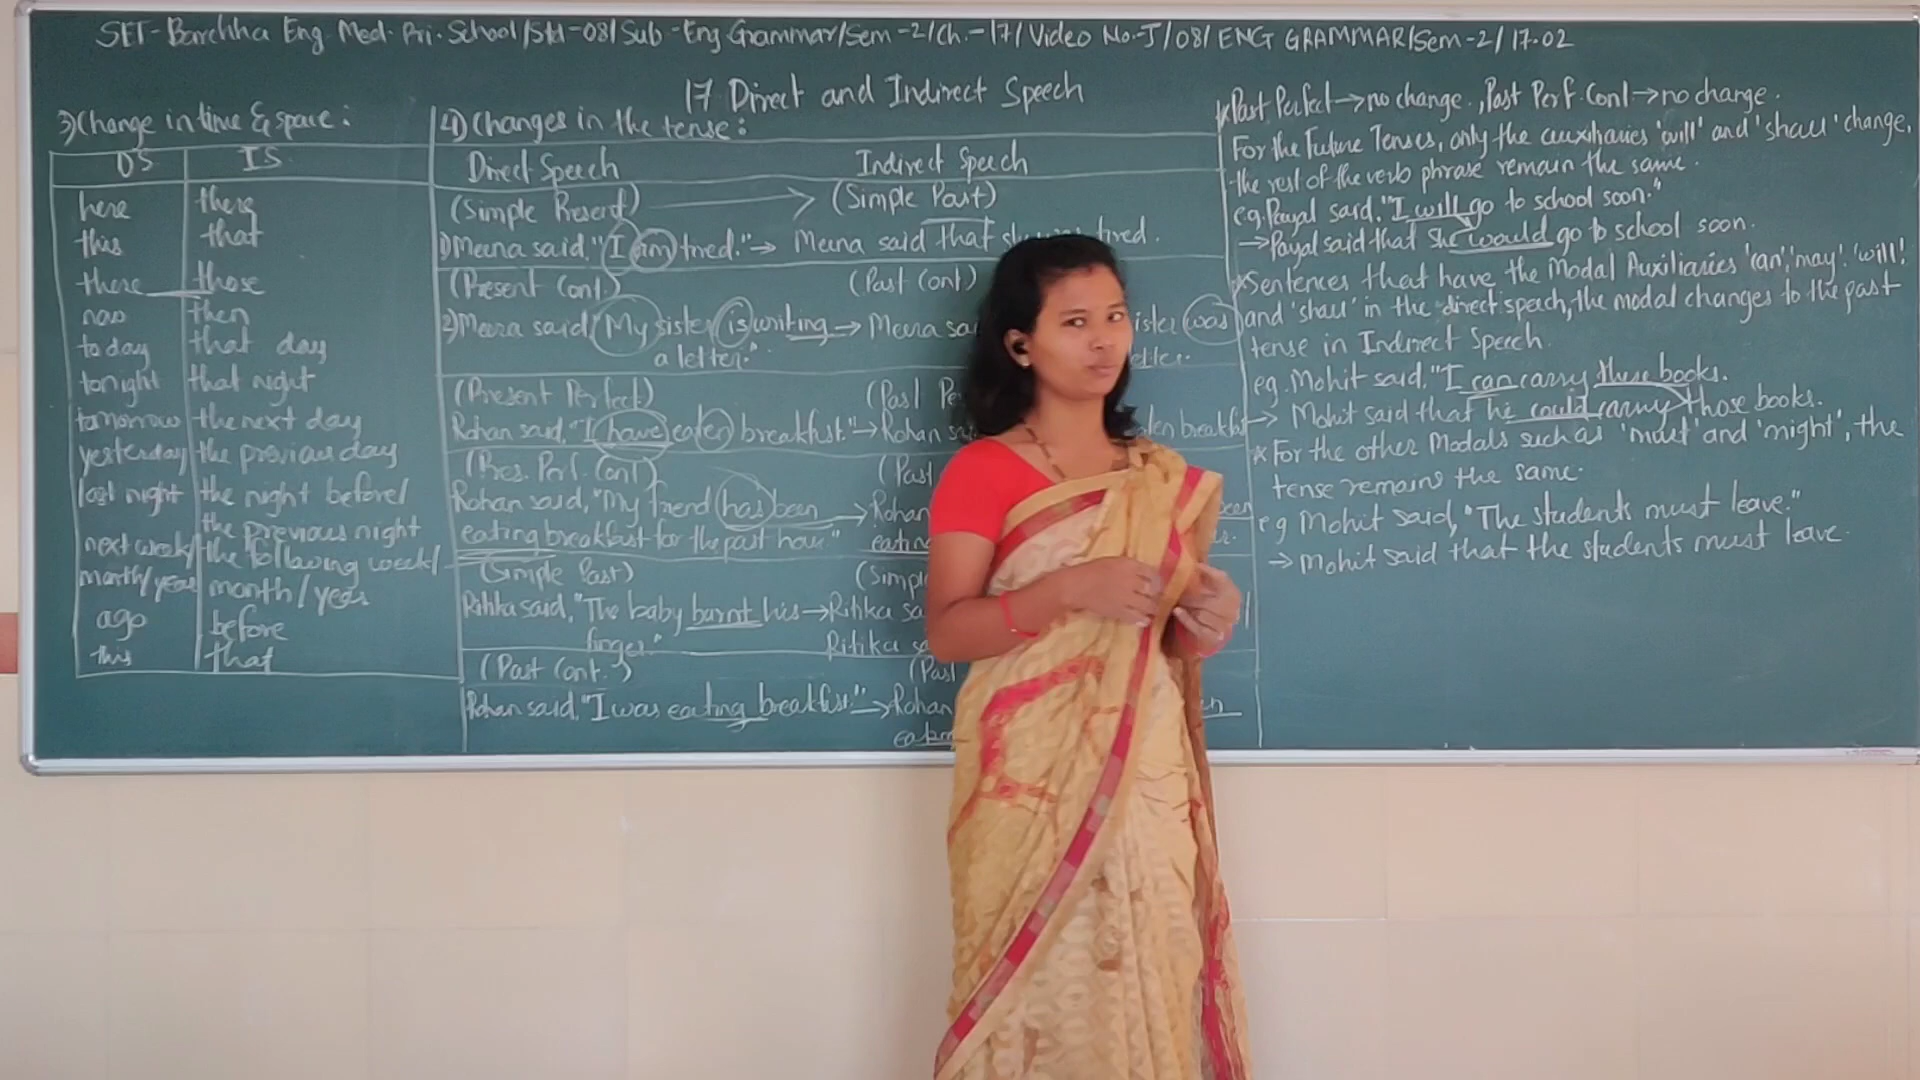 SET-Barchha Eng Med. Pri. School/Std-08/Sub-Eng Grammar/Sem-2/Ch.-17/Video No.-J/08/ENG GRAMMAR/Sem-2/17.02
17 Direct and Indirect Speech
3) Change in time & space:
DS IS
here there
this that
there those
now then
today that day
tonight that night
tomorrow the next day
yesterday the previous day
last night the night before/
the previous night
next week/ the following week/
month/year month/year
ago before
this that
4) Changes in the tense:
Direct Speech Indirect Speech
(Simple Present) (Simple Past)
1) Meena said, "I am tired." → Meena said that tired.
(Present Cont.) (Past Cont)
2) Meera said, "My sister is writing → Meera sister was
a letter."
(Present Perfect) (Past
Rohan said, "I have eaten breakfast." → Rohan breakfast
(Pres. Perf. Cont) (Past
Rohan said, "My friend has been → Rohan been
eating breakfast for the past hour." eating
(Simple Past) (Simple
Ritika said, "The baby burnt his → Ritika
finger." Ritika
(Past Cont.) (Past
Rohan said, "I was eating breakfast." → Rohan
* Past Perfect → no change., Past Perf. Cont → no change.
For the Future Tenses, only the auxiliaries 'will' and 'shall' change,
the rest of the verb phrase remain the same.
eg. Payal said, "I will go to school soon."
→ Payal said that she would go to school soon.
* Sentences that have the Modal Auxiliaries 'can', 'may', 'will',
and 'shall' in the direct speech, the modal changes to the past
tense in Indirect Speech.
eg. Mohit said, "I can carry these books.
→ Mohit said that he could carry those books.
* For the other Modals such as 'must' and 'might', the
tense remains the same.
eg Mohit said, "The students must leave."
→ Mohit said that the students must leave.